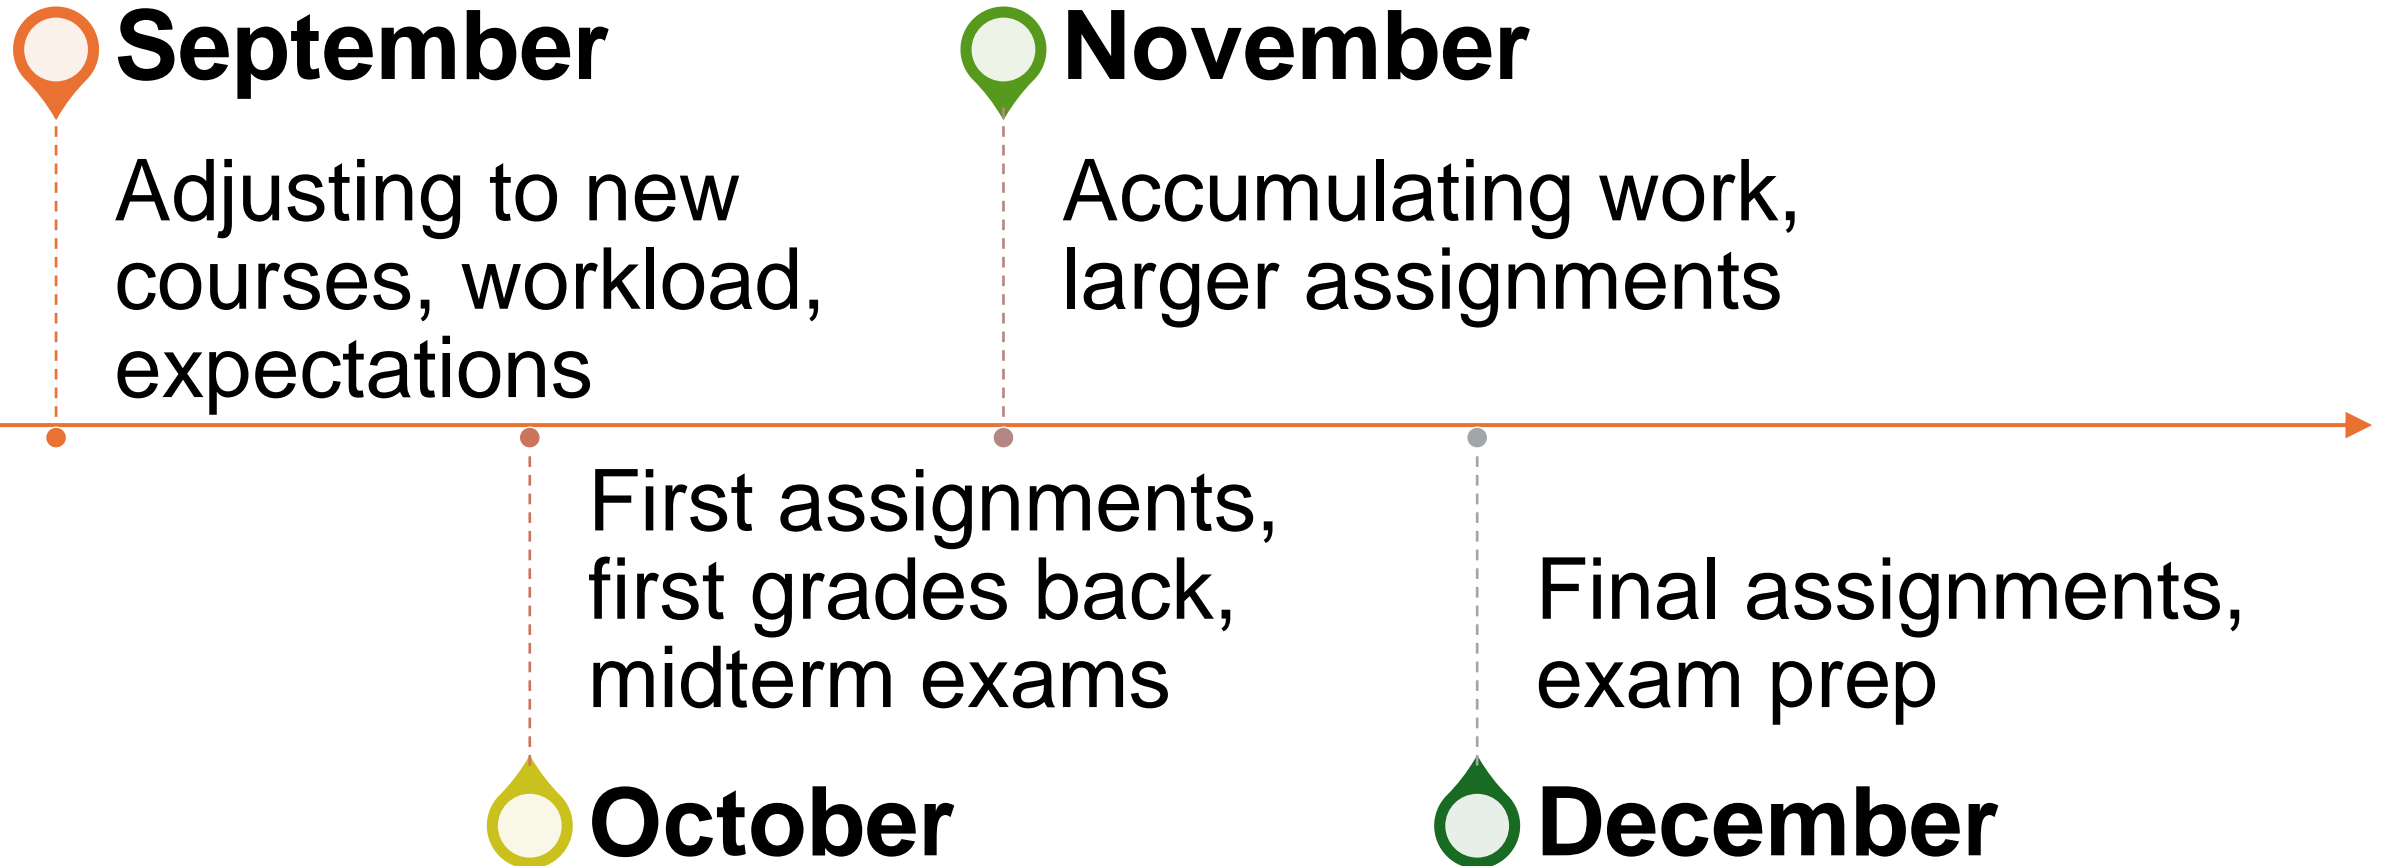 September
Adjusting to new
courses, workload,
expectations
First assignments,
first grades back,
midterm exams
October
November
Accumulating work,
larger assignments
Final assignments,
exam prep
December